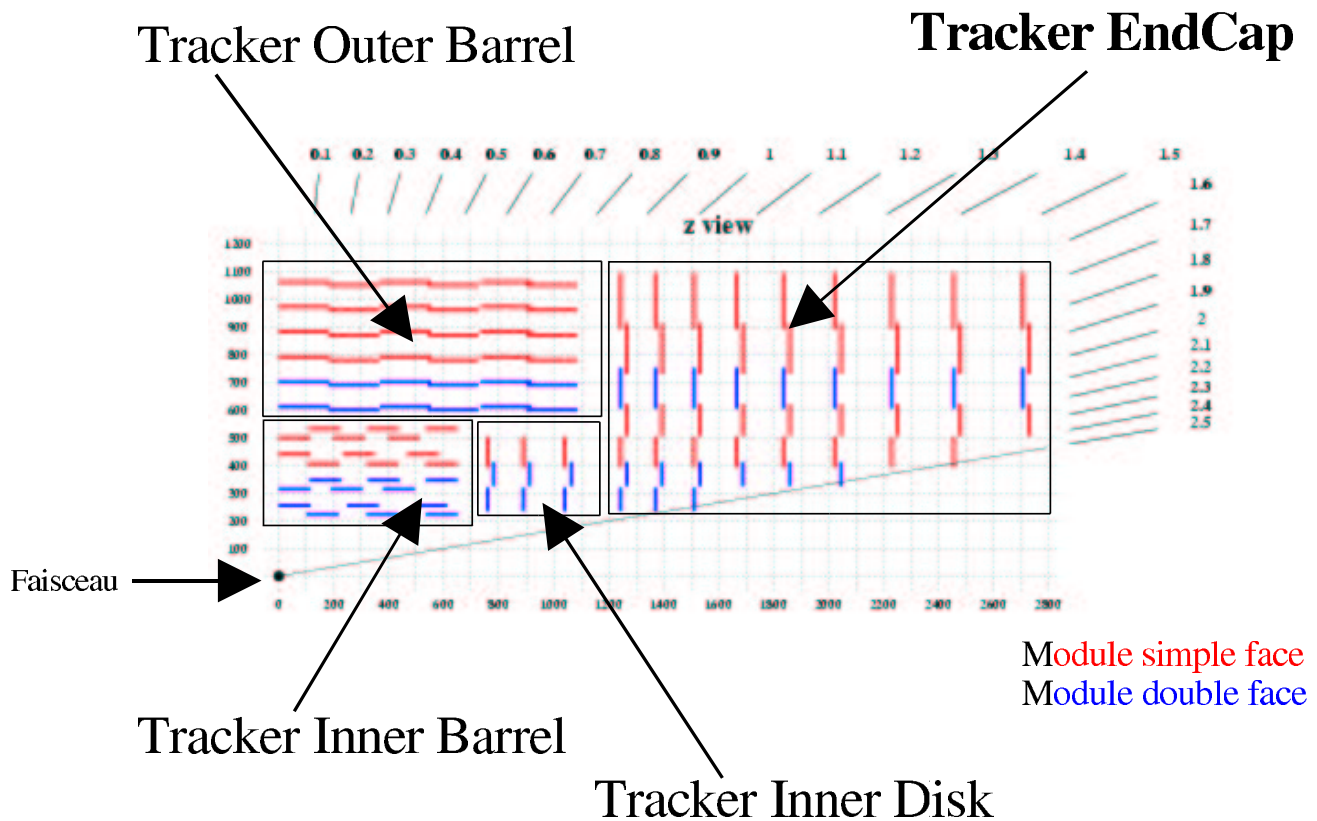 Tracker Outer Barrel
Tracker EndCap
0.1 0.2 0.3 0.4 0.5 0.6 0.7 0.8 0.9 1 1.1 1.2 1.3 1.4 1.5
1.6
z view
1.7
1200
1.8
1100
1.9
1000
2
900
2.1
800
2.2
700
2.3
600
2.4
2.5
500
400
300
200
100
Faisceau
0 200 400 600 800 1000 1200 1400 1600 1800 2000 2200 2400 2600 2800
Module simple face
Module double face
Tracker Inner Barrel
Tracker Inner Disk